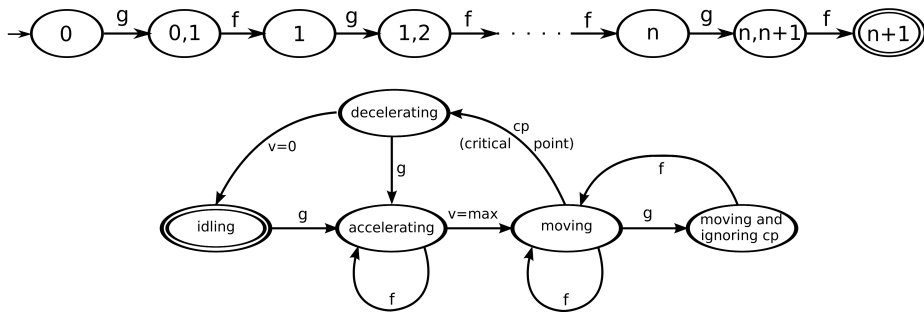 g f g f f g f
0 0,1 1 1,2 . . . . . n n,n+1 n+1
decelerating
cp
(critical point)
v=0
g
f
g v=max g
idling accelerating moving moving and
ignoring cp
f f